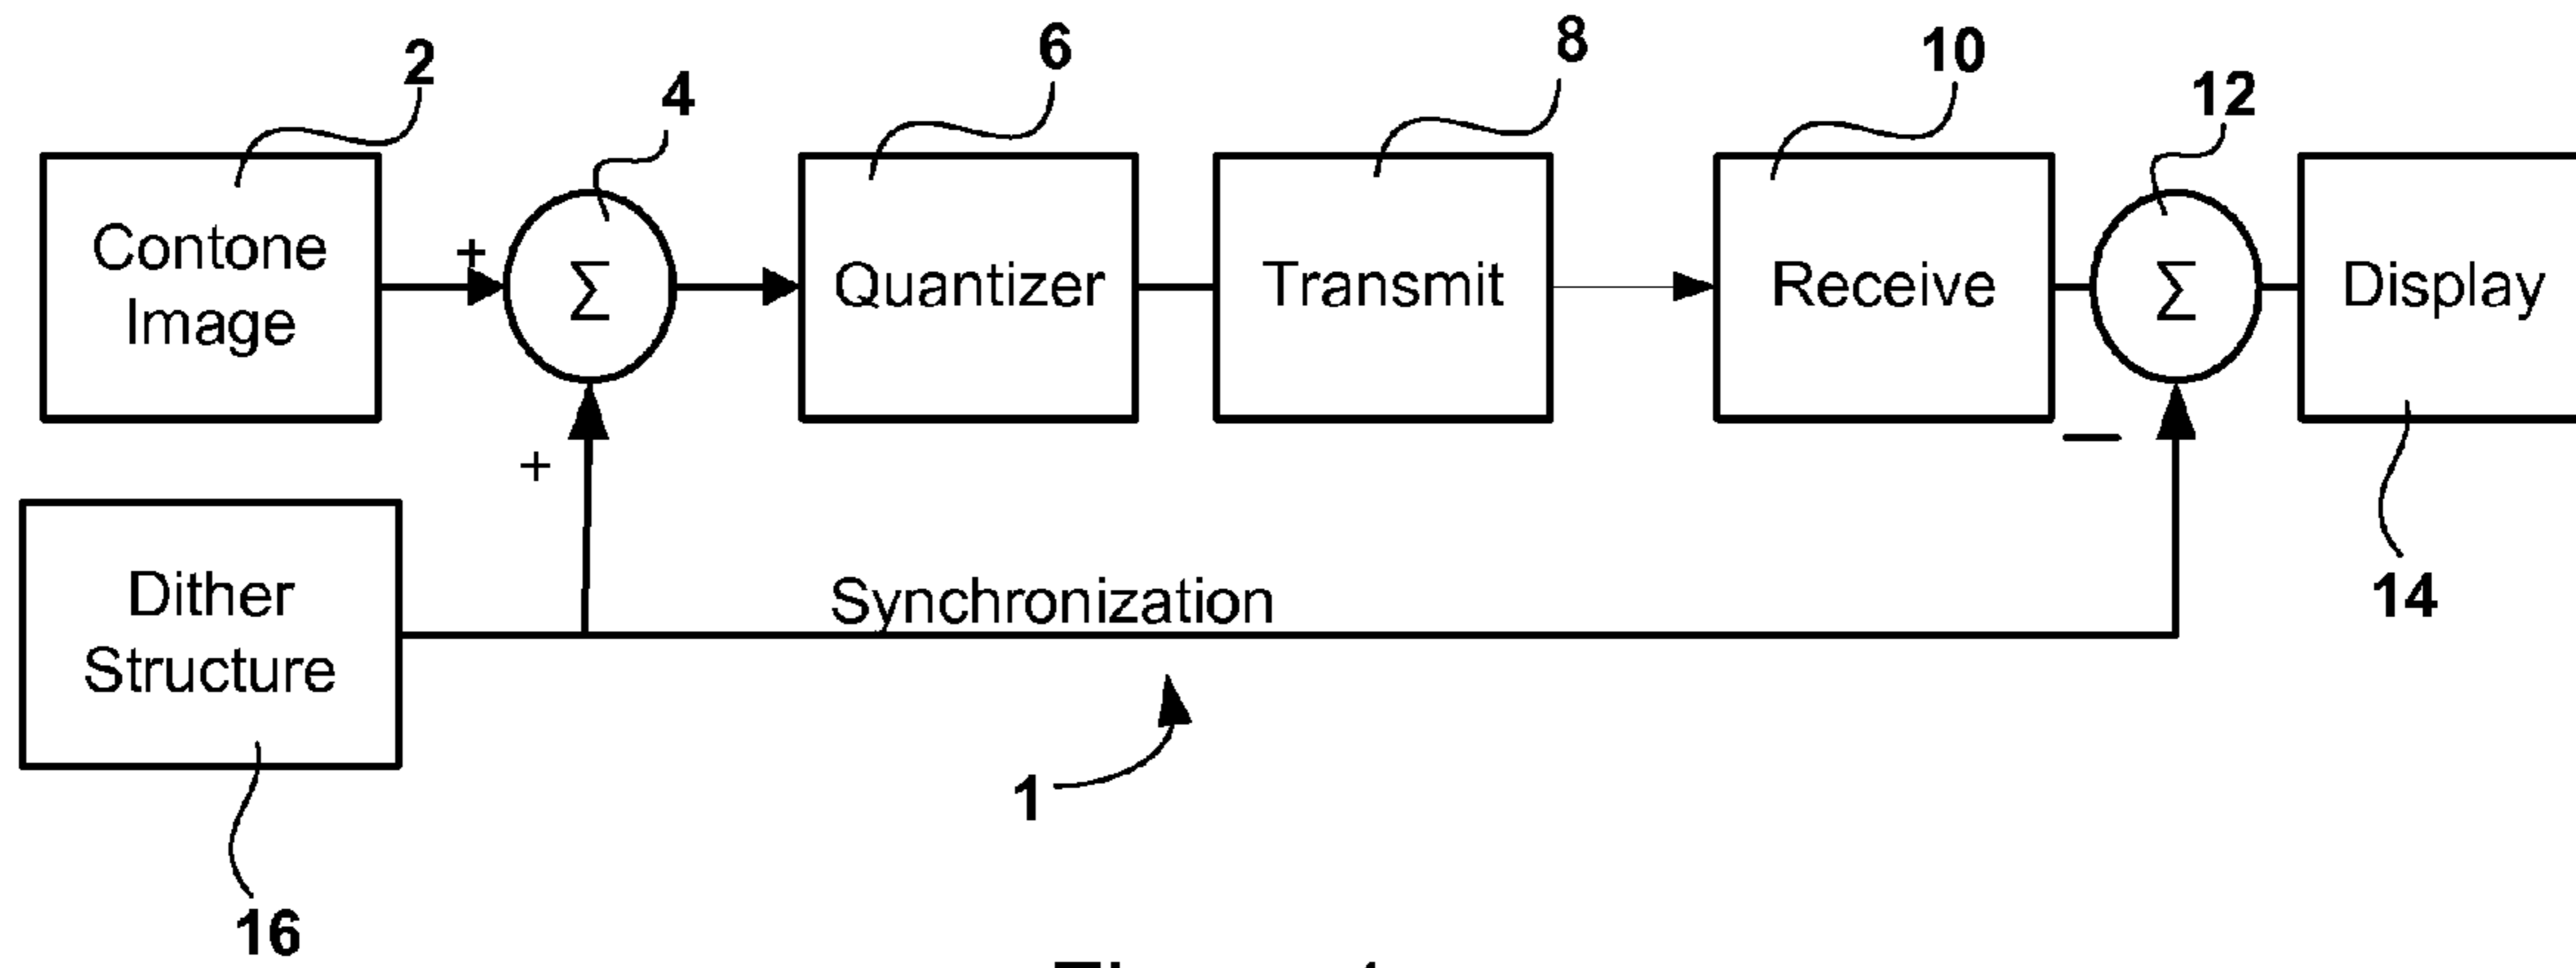 2
4
6
8
10
12
Contone
Image
+
Σ
Quantizer
Transmit
Receive
Σ
Display
+
—
Dither
Structure
Synchronization
14
1
16